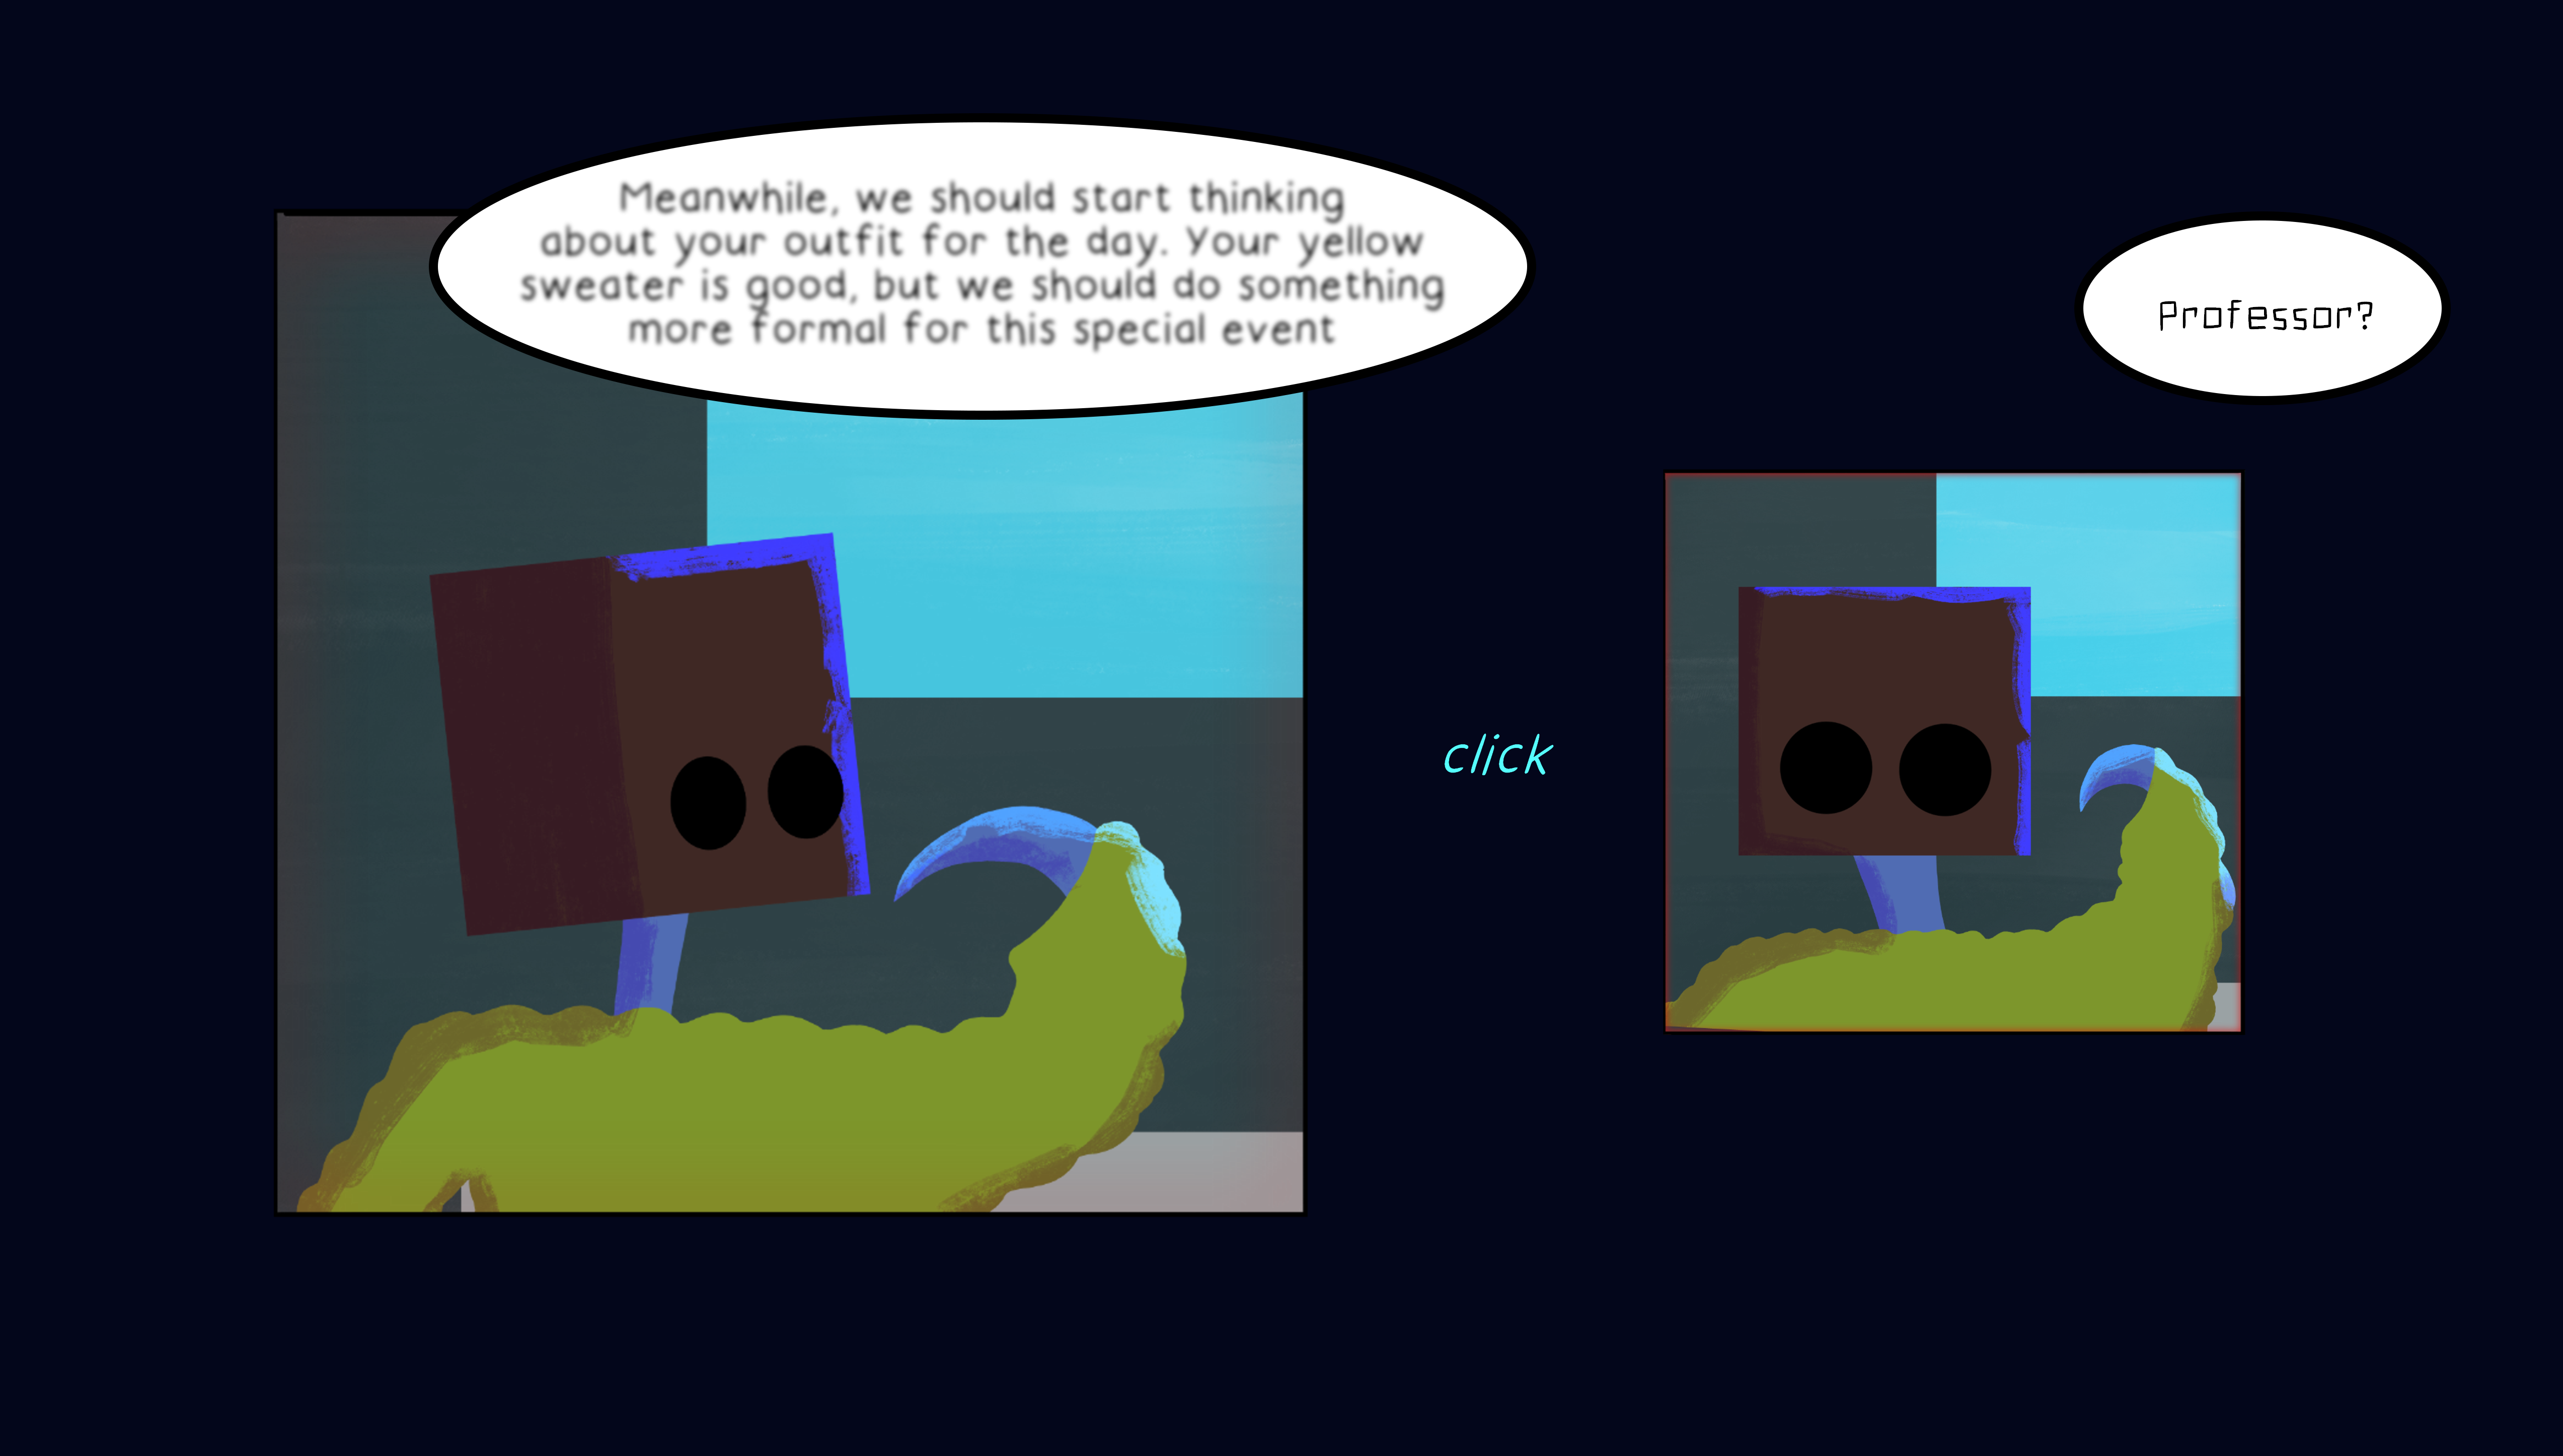 Meanwhile, we should start thinking
about your outfit for the day. Your yellow
sweater is good, but we should do something
more formal for this special event
click
Professor?